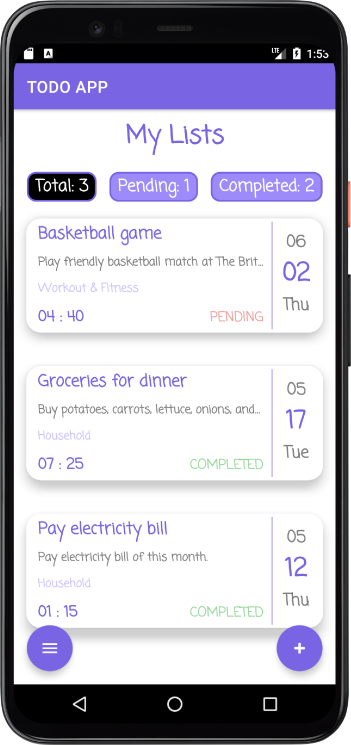 LTE 1:55
TODO APP
My Lists
Total: 3 Pending: 1 Completed: 2
Basketball game
Play friendly basketball match at The Brit...
Workout & Fitness
04 : 40 PENDING
06
02
Thu
Groceries for dinner
Buy potatoes, carrots, lettuce, onions, and...
Household
07 : 25 COMPLETED
05
17
Tue
Pay electricity bill
Pay electricity bill of this month.
Household
01 : 15 COMPLETED
05
12
Thu